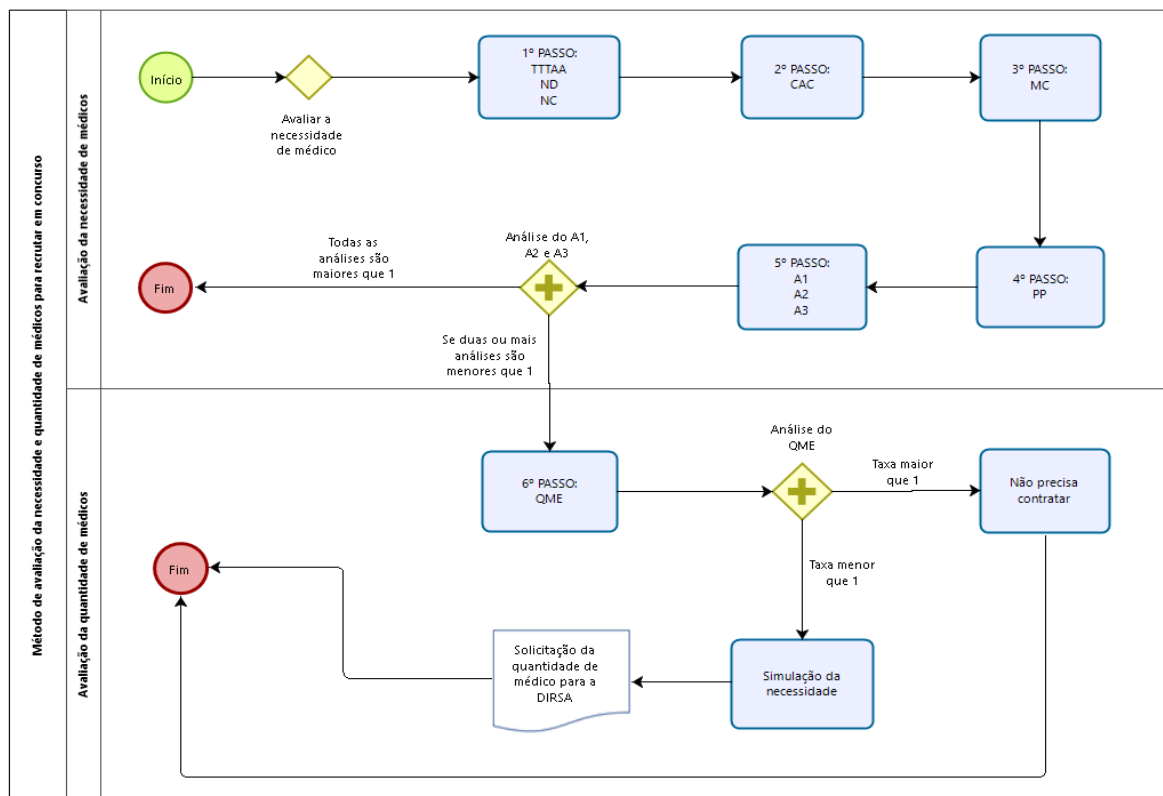 Método de avaliação da necessidade e quantidade de médicos para recrutar em concurso
Avaliação da necessidade de médicos
Início
Avaliar a
necessidade
de médico
1º PASSO:
TTTAA
ND
NC
2º PASSO:
CAC
3º PASSO:
MC
4º PASSO:
PP
5º PASSO:
A1
A2
A3
Análise do A1,
A2 e A3
Todas as
análises são
maiores que 1
Fim
Se duas ou mais
análises são
menores que 1
Avaliação da quantidade de médicos
6º PASSO:
QME
Análise do
QME
Taxa maior
que 1
Não precisa
contratar
Taxa menor
que 1
Simulação da
necessidade
Solicitação da
quantidade de
médico para a
DIRSA
Fim